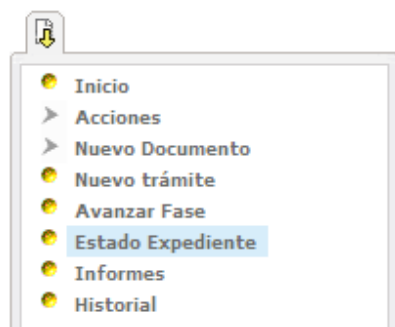 Inicio
Acciones
Nuevo Documento
Nuevo trámite
Avanzar Fase
Estado Expediente
Informes
Historial